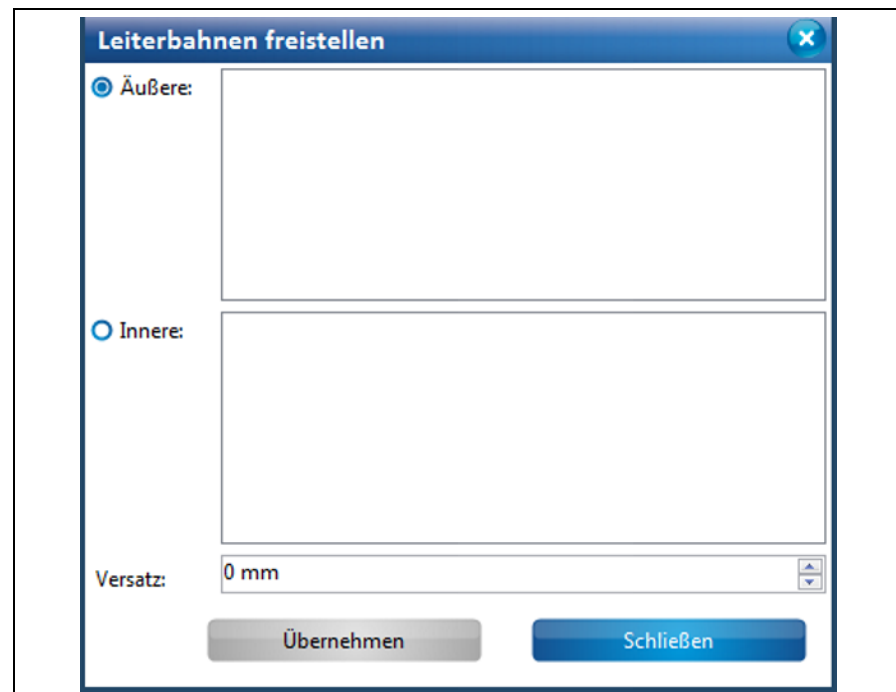 Leiterbahnen freistellen
Äußere:
Innere:
Versatz: 0 mm
Übernehmen Schließen